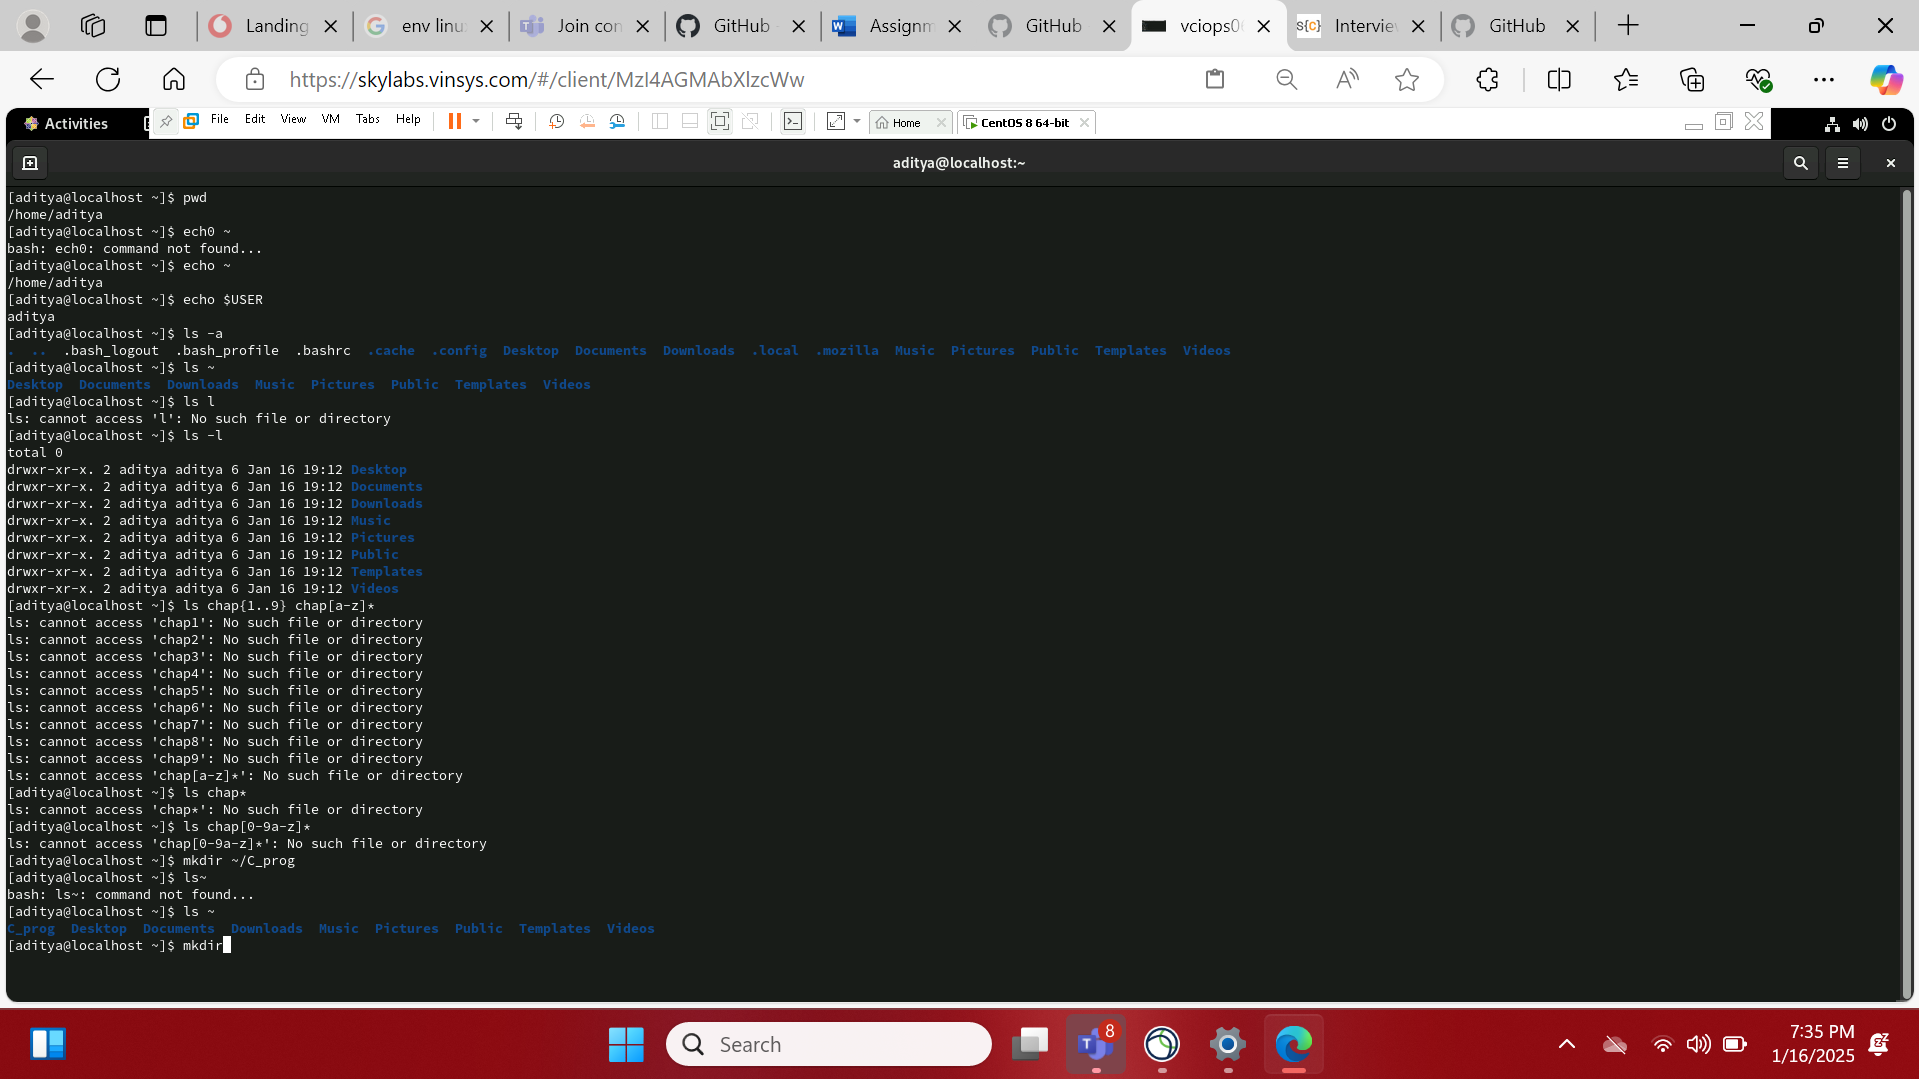 Landing
env linu
Join con
GitHub -
Assignm
GitHub
vciops0
Interview
GitHub
https://skylabs.vinsys.com/#/client/MzI4AGMAbXlzcWw
Activities
File Edit View VM Tabs Help
Home
CentOS 8 64-bit
aditya@localhost:~
[aditya@localhost ~]$ pwd
/home/aditya
[aditya@localhost ~]$ ech0 ~
bash: ech0: command not found...
[aditya@localhost ~]$ echo ~
/home/aditya
[aditya@localhost ~]$ echo $USER
aditya
[aditya@localhost ~]$ ls -a
.  ..  .bash_logout  .bash_profile  .bashrc  .cache  .config  Desktop  Documents  Downloads  .local  .mozilla  Music  Pictures  Public  Templates  Videos
[aditya@localhost ~]$ ls ~
Desktop  Documents  Downloads  Music  Pictures  Public  Templates  Videos
[aditya@localhost ~]$ ls l
ls: cannot access 'l': No such file or directory
[aditya@localhost ~]$ ls -l
total 0
drwxr-xr-x. 2 aditya aditya 6 Jan 16 19:12 Desktop
drwxr-xr-x. 2 aditya aditya 6 Jan 16 19:12 Documents
drwxr-xr-x. 2 aditya aditya 6 Jan 16 19:12 Downloads
drwxr-xr-x. 2 aditya aditya 6 Jan 16 19:12 Music
drwxr-xr-x. 2 aditya aditya 6 Jan 16 19:12 Pictures
drwxr-xr-x. 2 aditya aditya 6 Jan 16 19:12 Public
drwxr-xr-x. 2 aditya aditya 6 Jan 16 19:12 Templates
drwxr-xr-x. 2 aditya aditya 6 Jan 16 19:12 Videos
[aditya@localhost ~]$ ls chap{1..9} chap[a-z]*
ls: cannot access 'chap1': No such file or directory
ls: cannot access 'chap2': No such file or directory
ls: cannot access 'chap3': No such file or directory
ls: cannot access 'chap4': No such file or directory
ls: cannot access 'chap5': No such file or directory
ls: cannot access 'chap6': No such file or directory
ls: cannot access 'chap7': No such file or directory
ls: cannot access 'chap8': No such file or directory
ls: cannot access 'chap9': No such file or directory
ls: cannot access 'chap[a-z]*': No such file or directory
[aditya@localhost ~]$ ls chap*
ls: cannot access 'chap*': No such file or directory
[aditya@localhost ~]$ ls chap[0-9a-z]*
ls: cannot access 'chap[0-9a-z]*': No such file or directory
[aditya@localhost ~]$ mkdir ~/C_prog
[aditya@localhost ~]$ ls~
bash: ls~: command not found...
[aditya@localhost ~]$ ls ~
C_prog  Desktop  Documents  Downloads  Music  Pictures  Public  Templates  Videos
[aditya@localhost ~]$ mkdir
Search
8
7:35 PM
1/16/2025